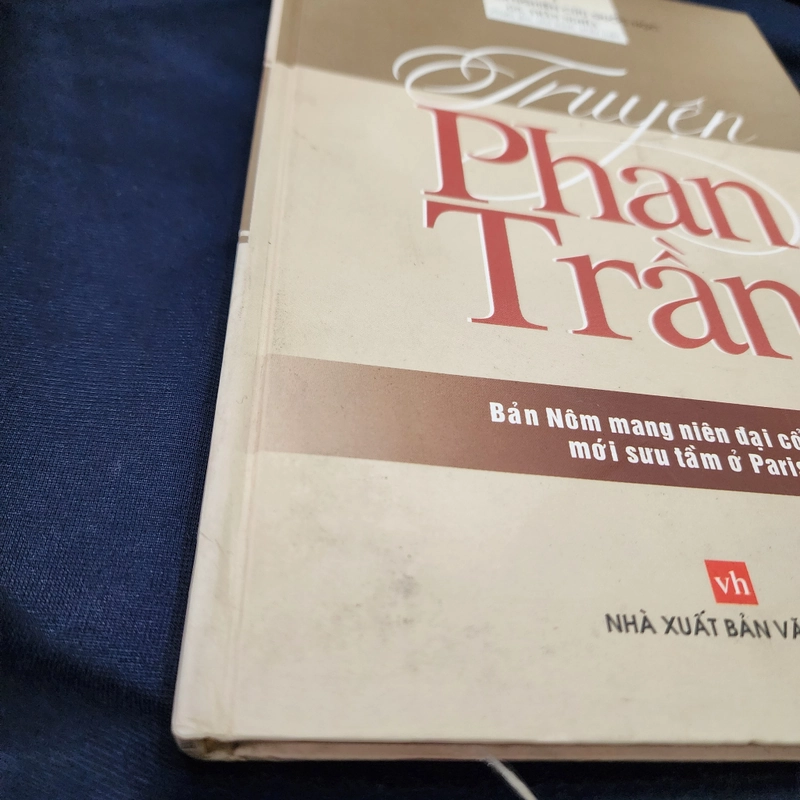 Truyện
Phan
Trần
Bản Nôm mang niên đại cổ
mới sưu tầm ở Paris
vh
NHÀ XUẤT BẢN VĂ